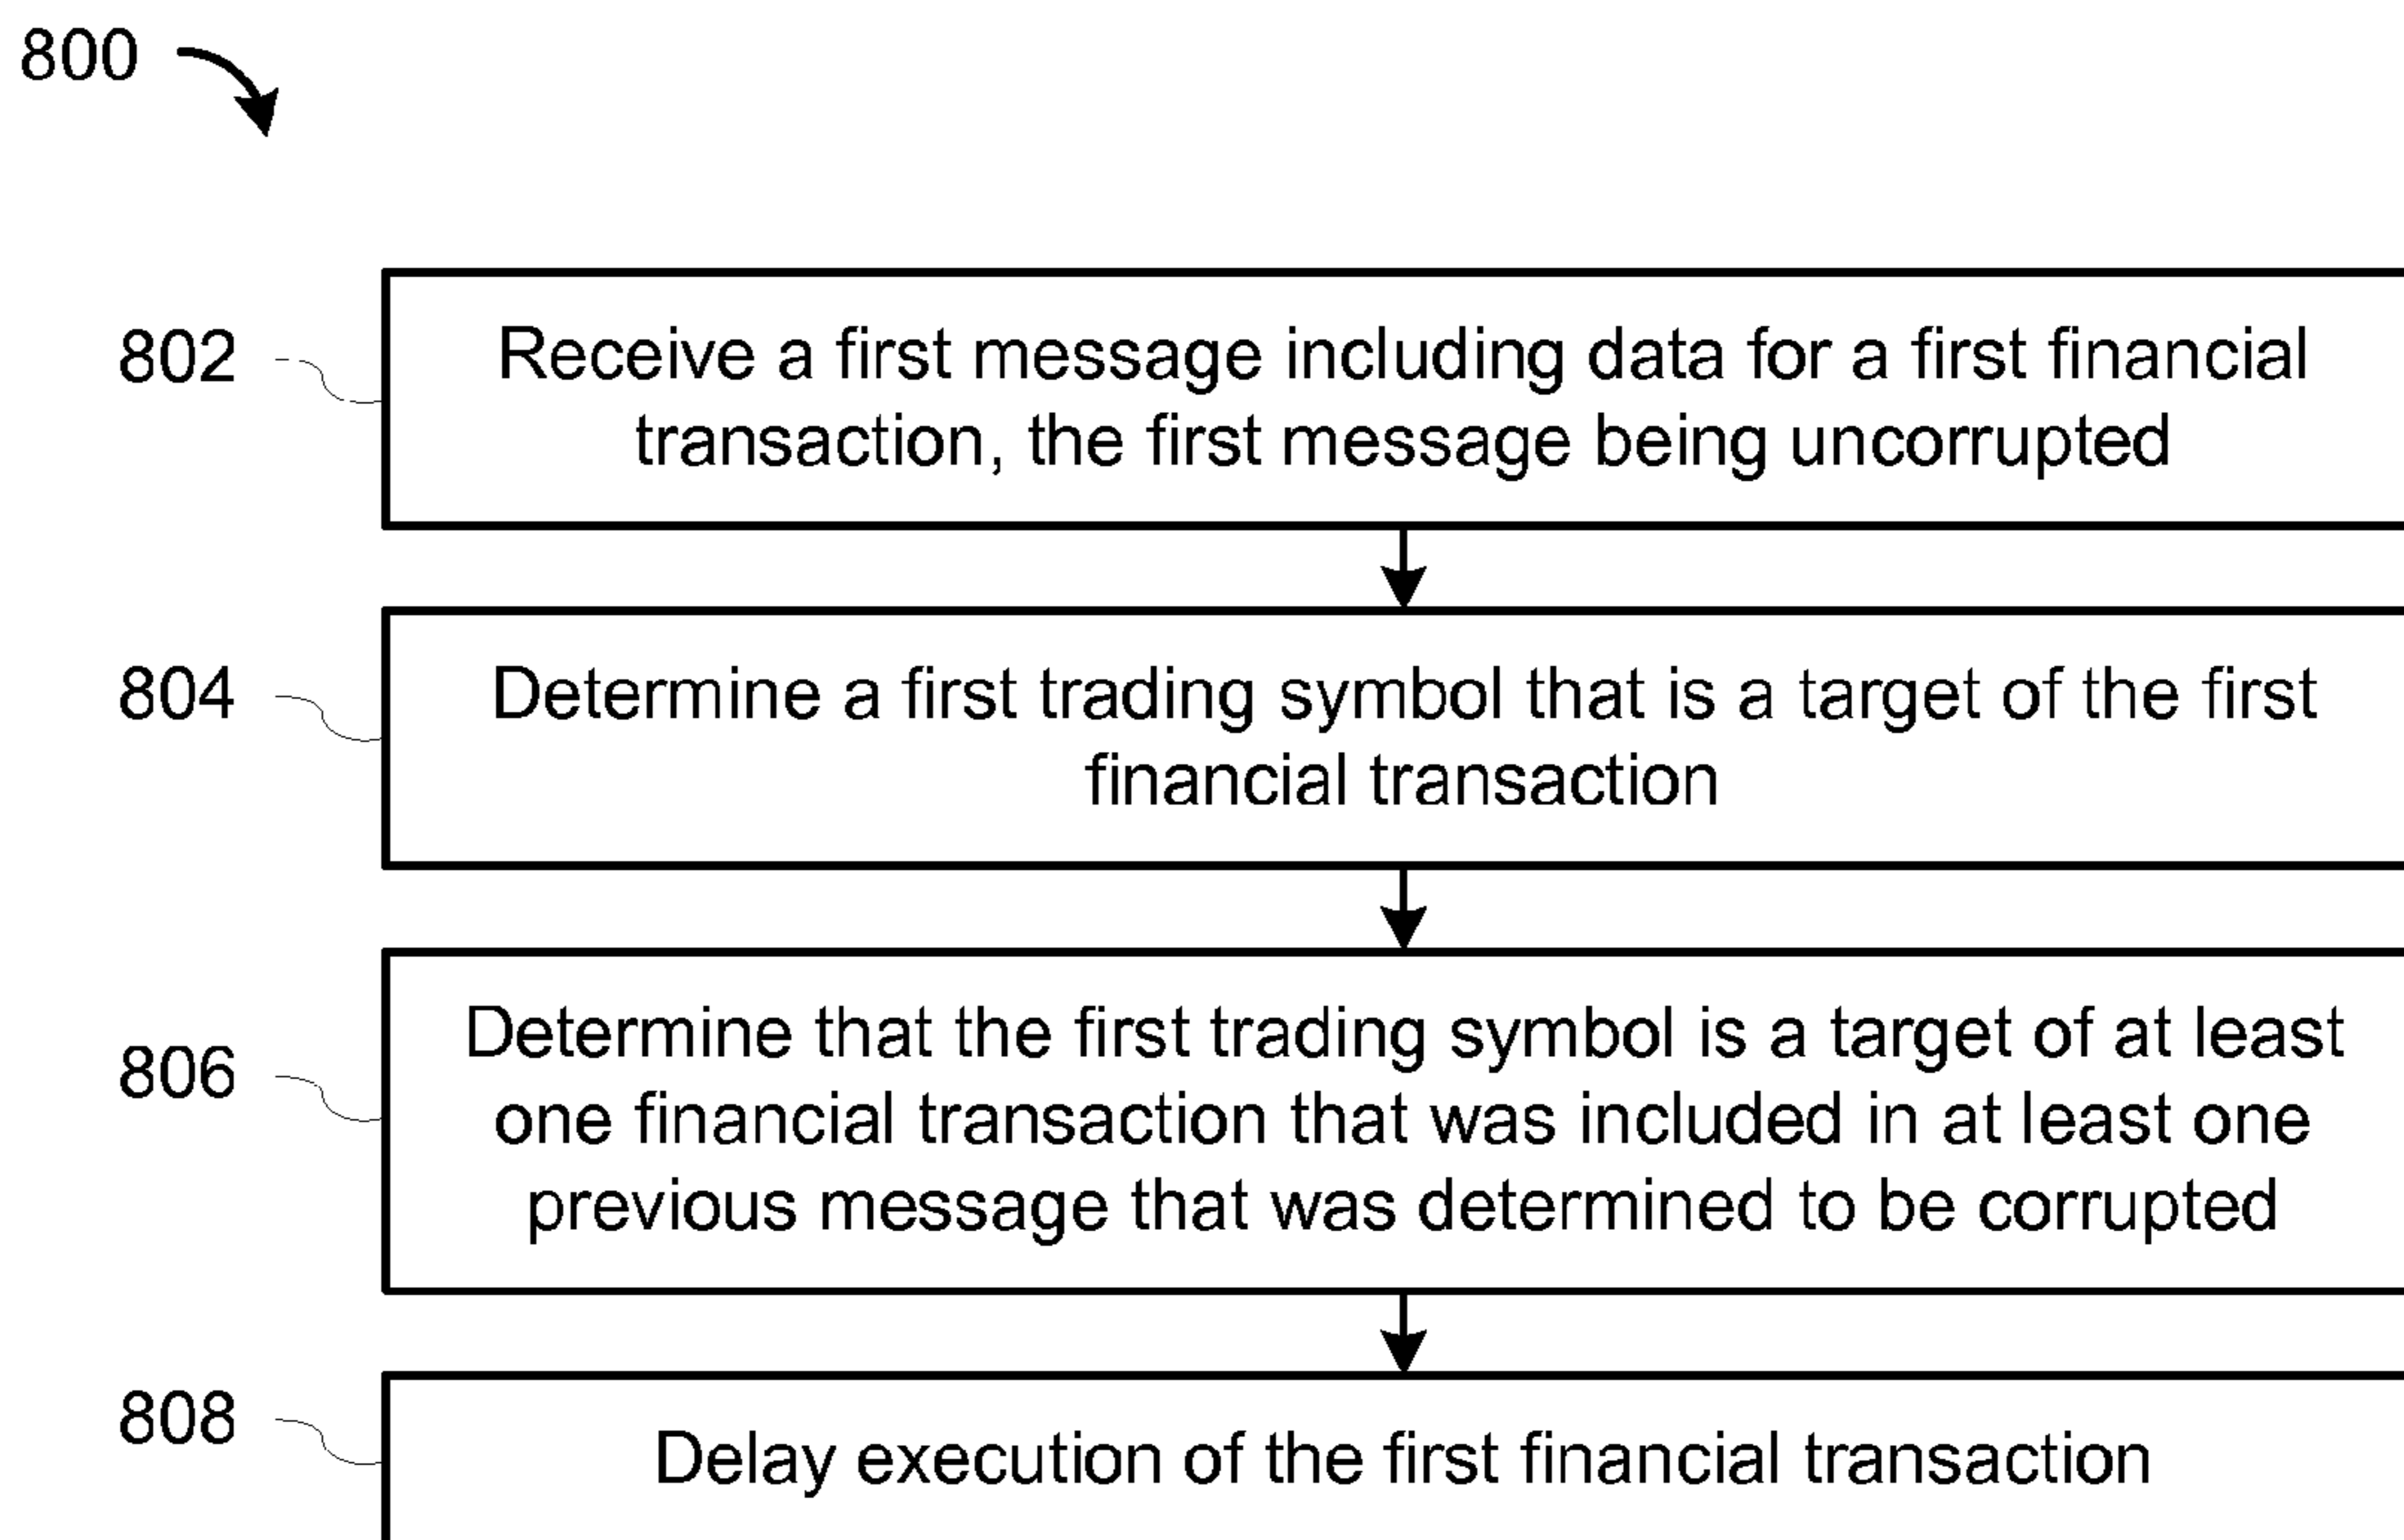 800
802
Receive a first message including data for a first financial
transaction, the first message being uncorrupted
804
Determine a first trading symbol that is a target of the first
financial transaction
806
Determine that the first trading symbol is a target of at least
one financial transaction that was included in at least one
previous message that was determined to be corrupted
808
Delay execution of the first financial transaction